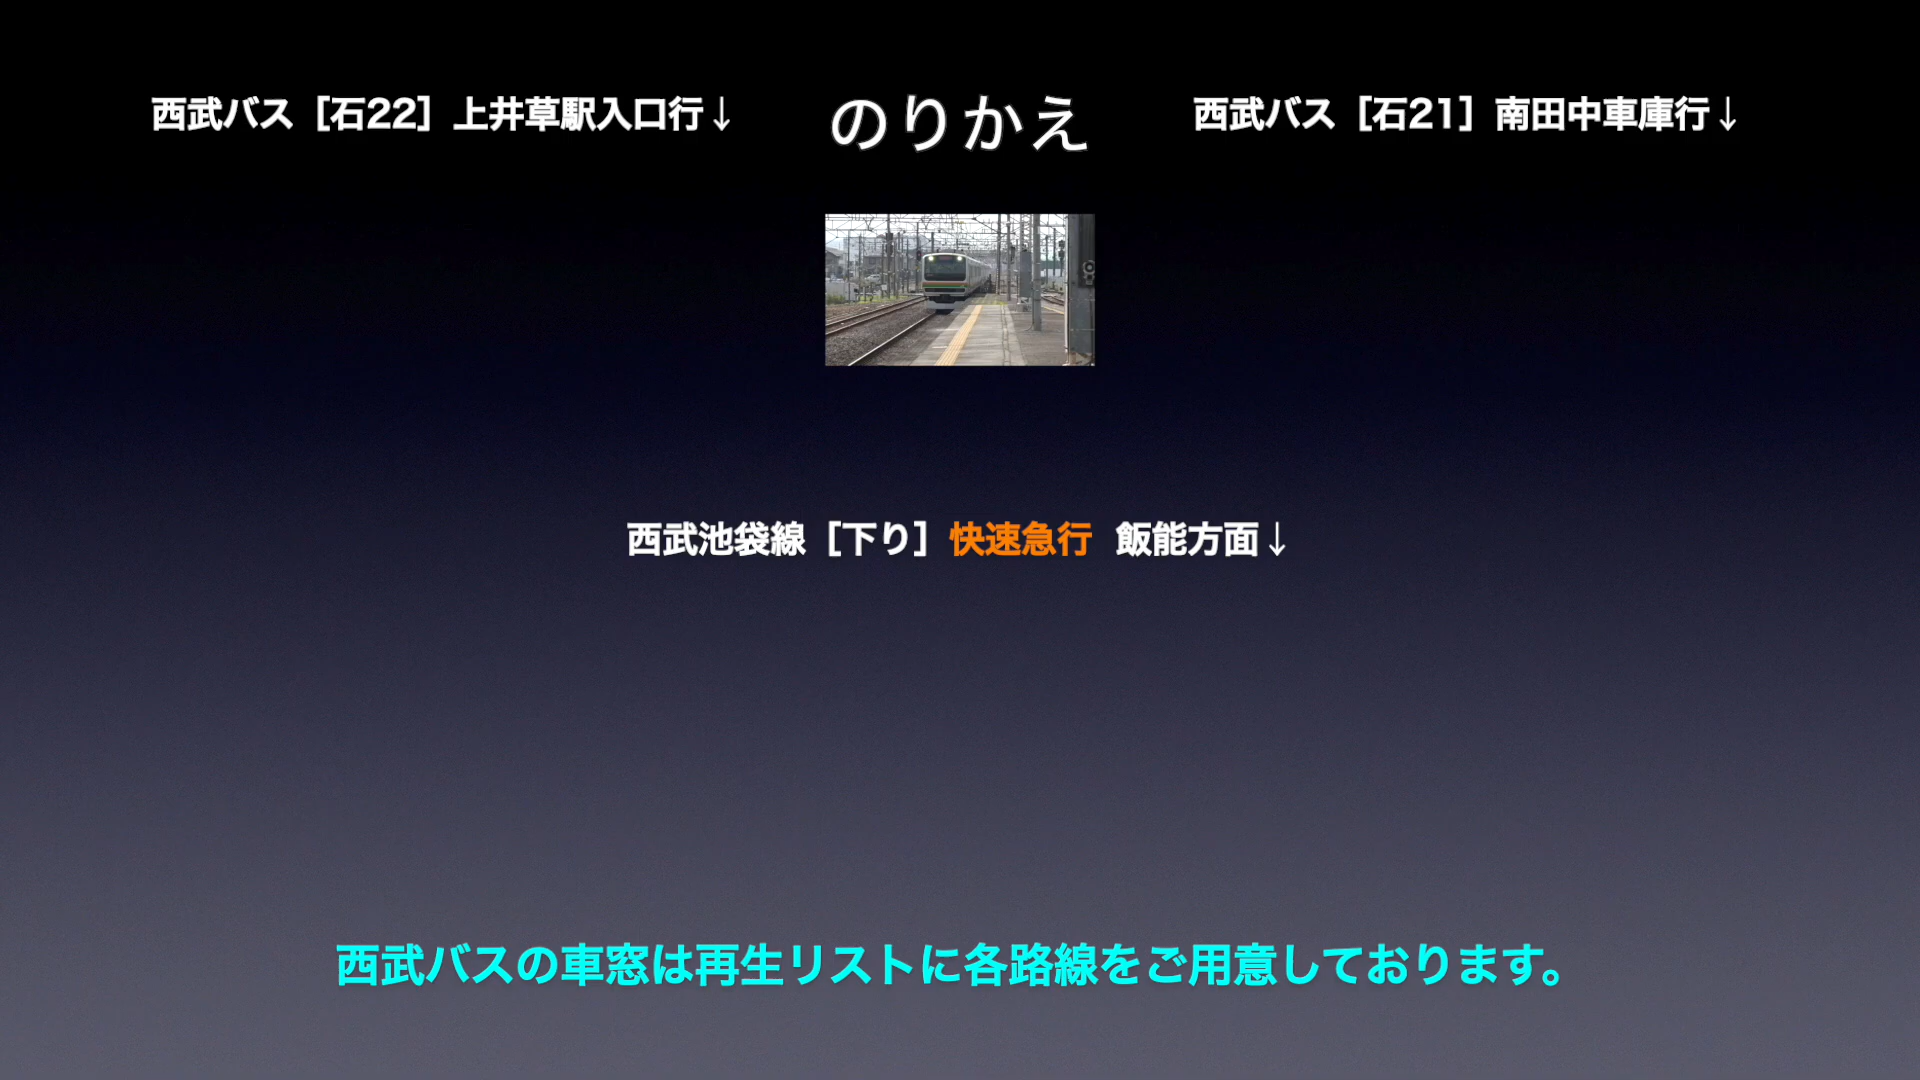 西武バス［石22］上井草駅入口行↓
のりかえ
西武バス［石21］南田中車庫行↓
西武池袋線［下り］快速急行 飯能方面↓
西武バスの車窓は再生リストに各路線をご用意しております。